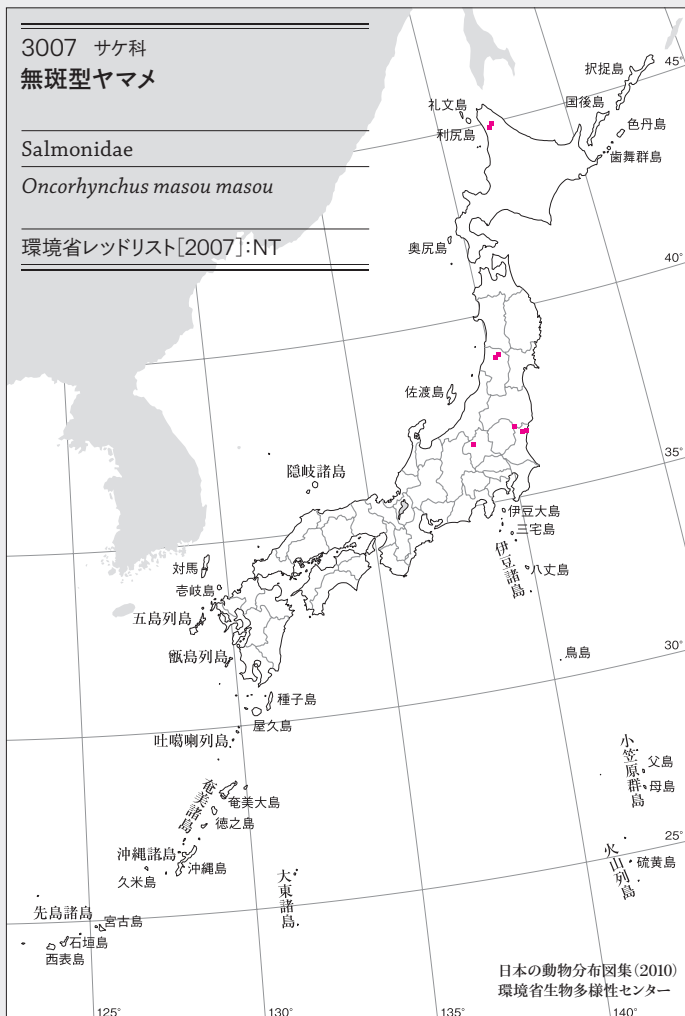 3007 サケ科
無斑型ヤマメ
Salmonidae
Oncorhynchus masou masou
環境省レッドリスト[2007]:NT
45°
択捉島
国後島
礼文島
色丹島
利尻島
歯舞群島
奥尻島
40°
佐渡島
35°
隠岐諸島
伊豆大島
三宅島
伊豆諸島
八丈島
対馬
壱岐島
五島列島
甑島列島
鳥島
30°
種子島
屋久島
吐噶喇列島
小笠原群島
父島
母島
奄美諸島
奄美大島
徳之島
25°
沖縄諸島
沖縄島
久米島
火山列島
硫黄島
大東諸島
先島諸島
宮古島
石垣島
西表島
日本の動物分布図集(2010)
環境省生物多様性センター
125°
130°
135°
140°